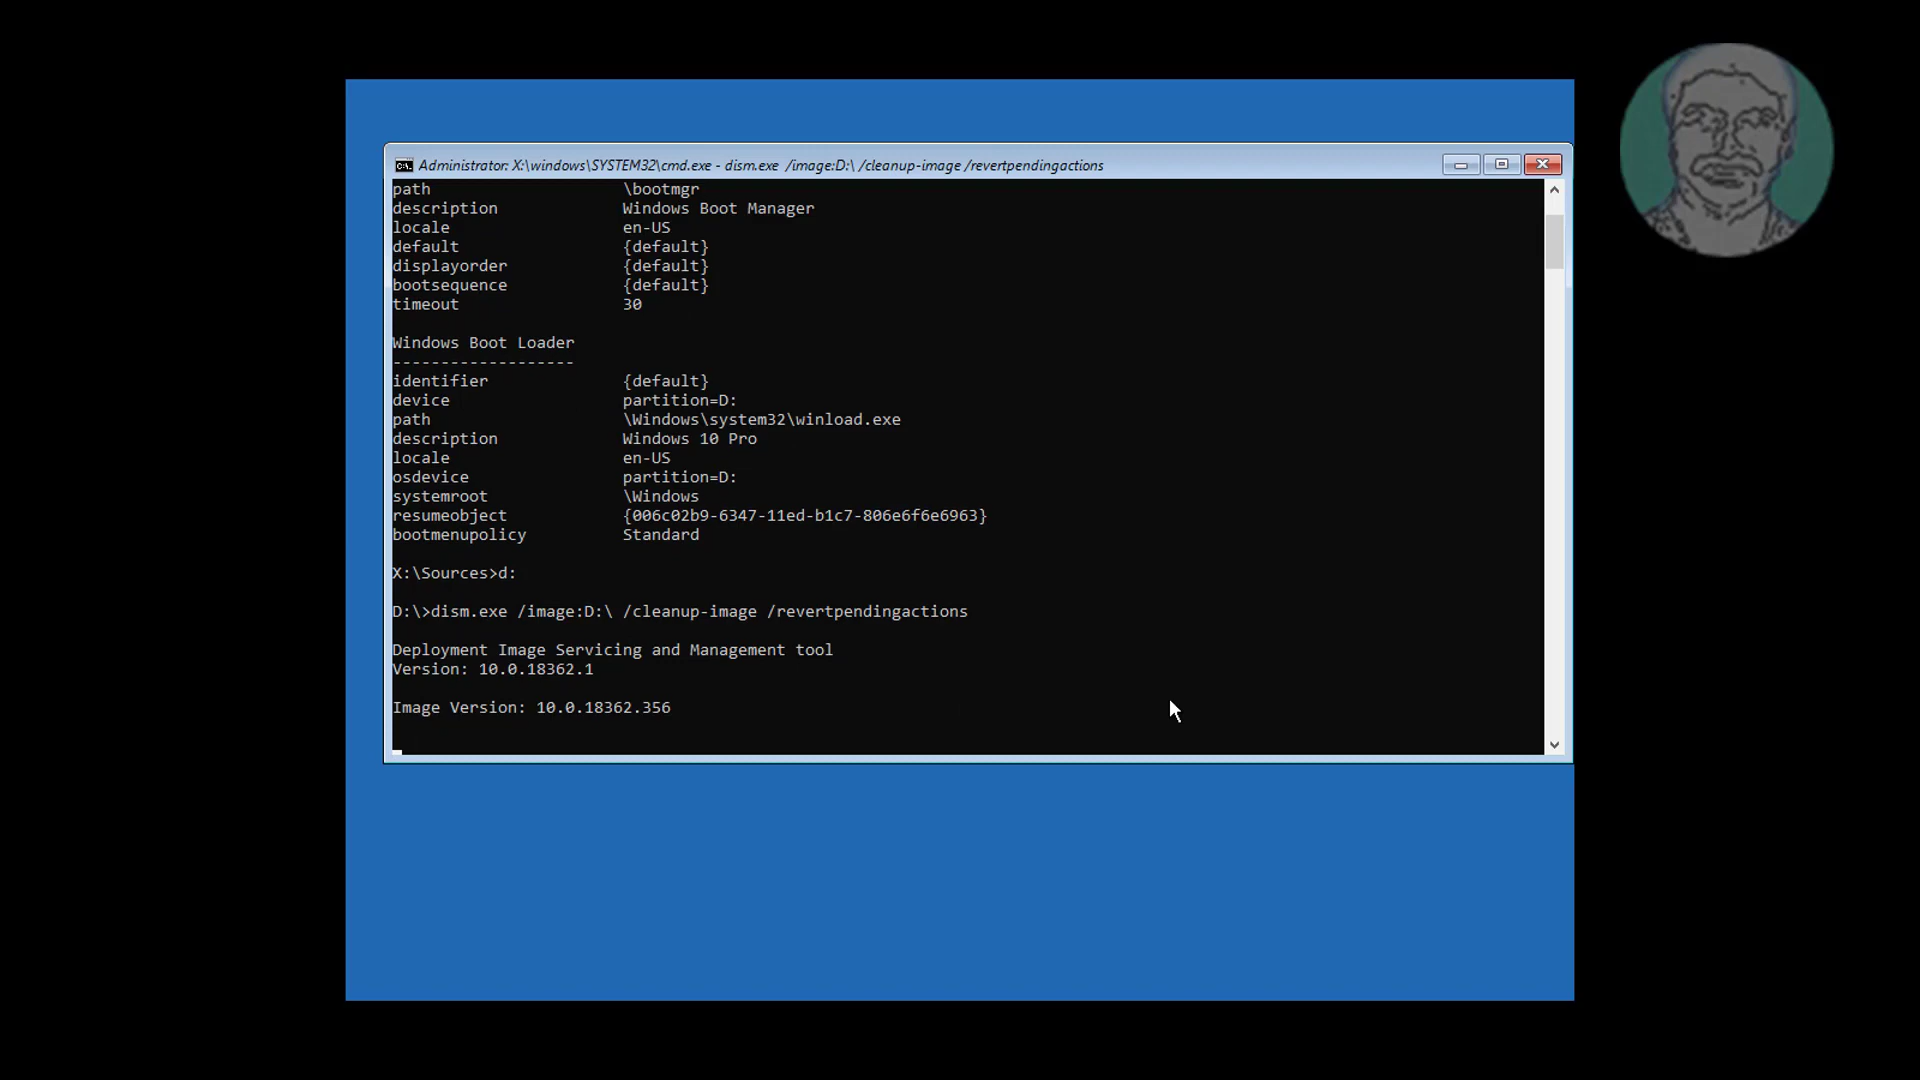 Administrator: X:\windows\SYSTEM32\cmd.exe - dism.exe  /image:D:\ /cleanup-image /revertpendingactions
path                    \bootmgr
description             Windows Boot Manager
locale                  en-US
default                 {default}
displayorder            {default}
bootsequence            {default}
timeout                 30
Windows Boot Loader
-------------------
identifier              {default}
device                  partition=D:
path                    \Windows\system32\winload.exe
description             Windows 10 Pro
locale                  en-US
osdevice                partition=D:
systemroot              \Windows
resumeobject            {006c02b9-6347-11ed-b1c7-806e6f6e6963}
bootmenupolicy          Standard
X:\Sources>d:
D:\>dism.exe /image:D:\ /cleanup-image /revertpendingactions
Deployment Image Servicing and Management tool
Version: 10.0.18362.1
Image Version: 10.0.18362.356